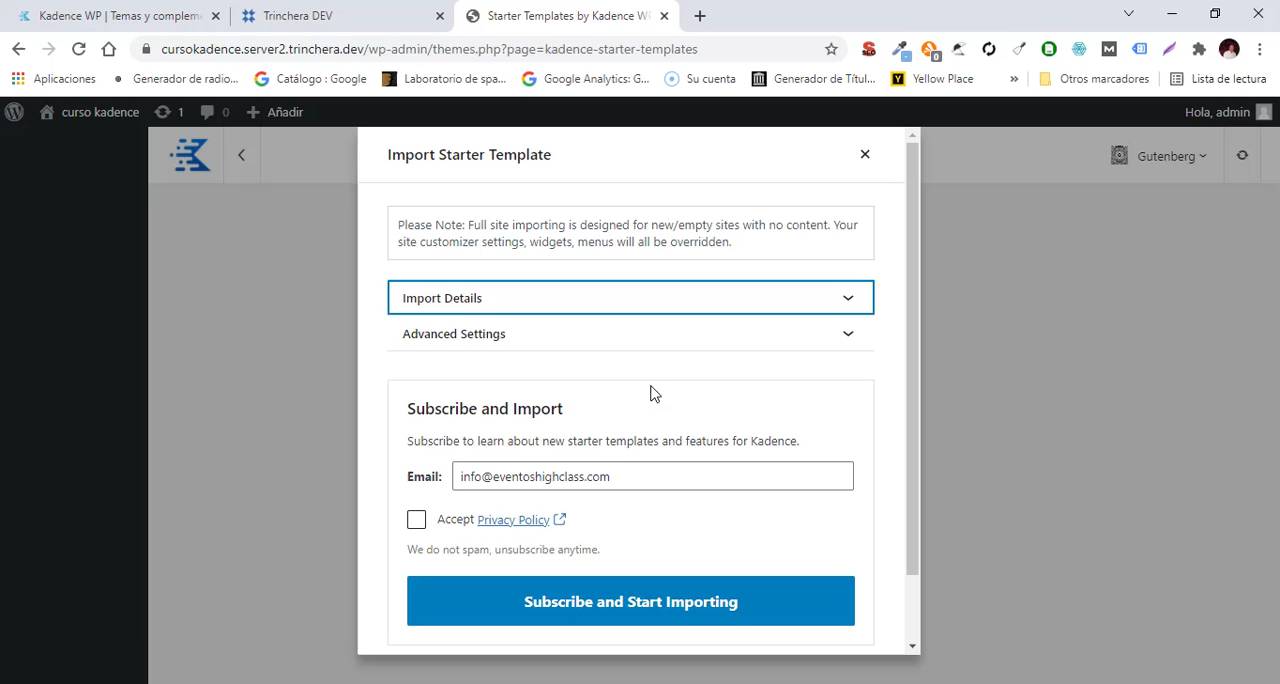 Kadence WP | Temas y complem
Trinchera DEV
Starter Templates by Kadence W
cursokadence.server2.trinchera.dev/wp-admin/themes.php?page=kadence-starter-templates
Aplicaciones
Generador de radio...
Catálogo : Google
Laboratorio de spa...
Google Analytics: G...
Su cuenta
Generador de Títul...
Yellow Place
»
Otros marcadores
Lista de lectura
curso kadence
1
0
Añadir
Hola, admin
Import Starter Template
Gutenberg
Please Note: Full site importing is designed for new/empty sites with no content. Your
site customizer settings, widgets, menus will all be overridden.
Import Details
Advanced Settings
Subscribe and Import
Subscribe to learn about new starter templates and features for Kadence.
Email: info@eventoshighclass.com
Accept Privacy Policy
We do not spam, unsubscribe anytime.
Subscribe and Start Importing